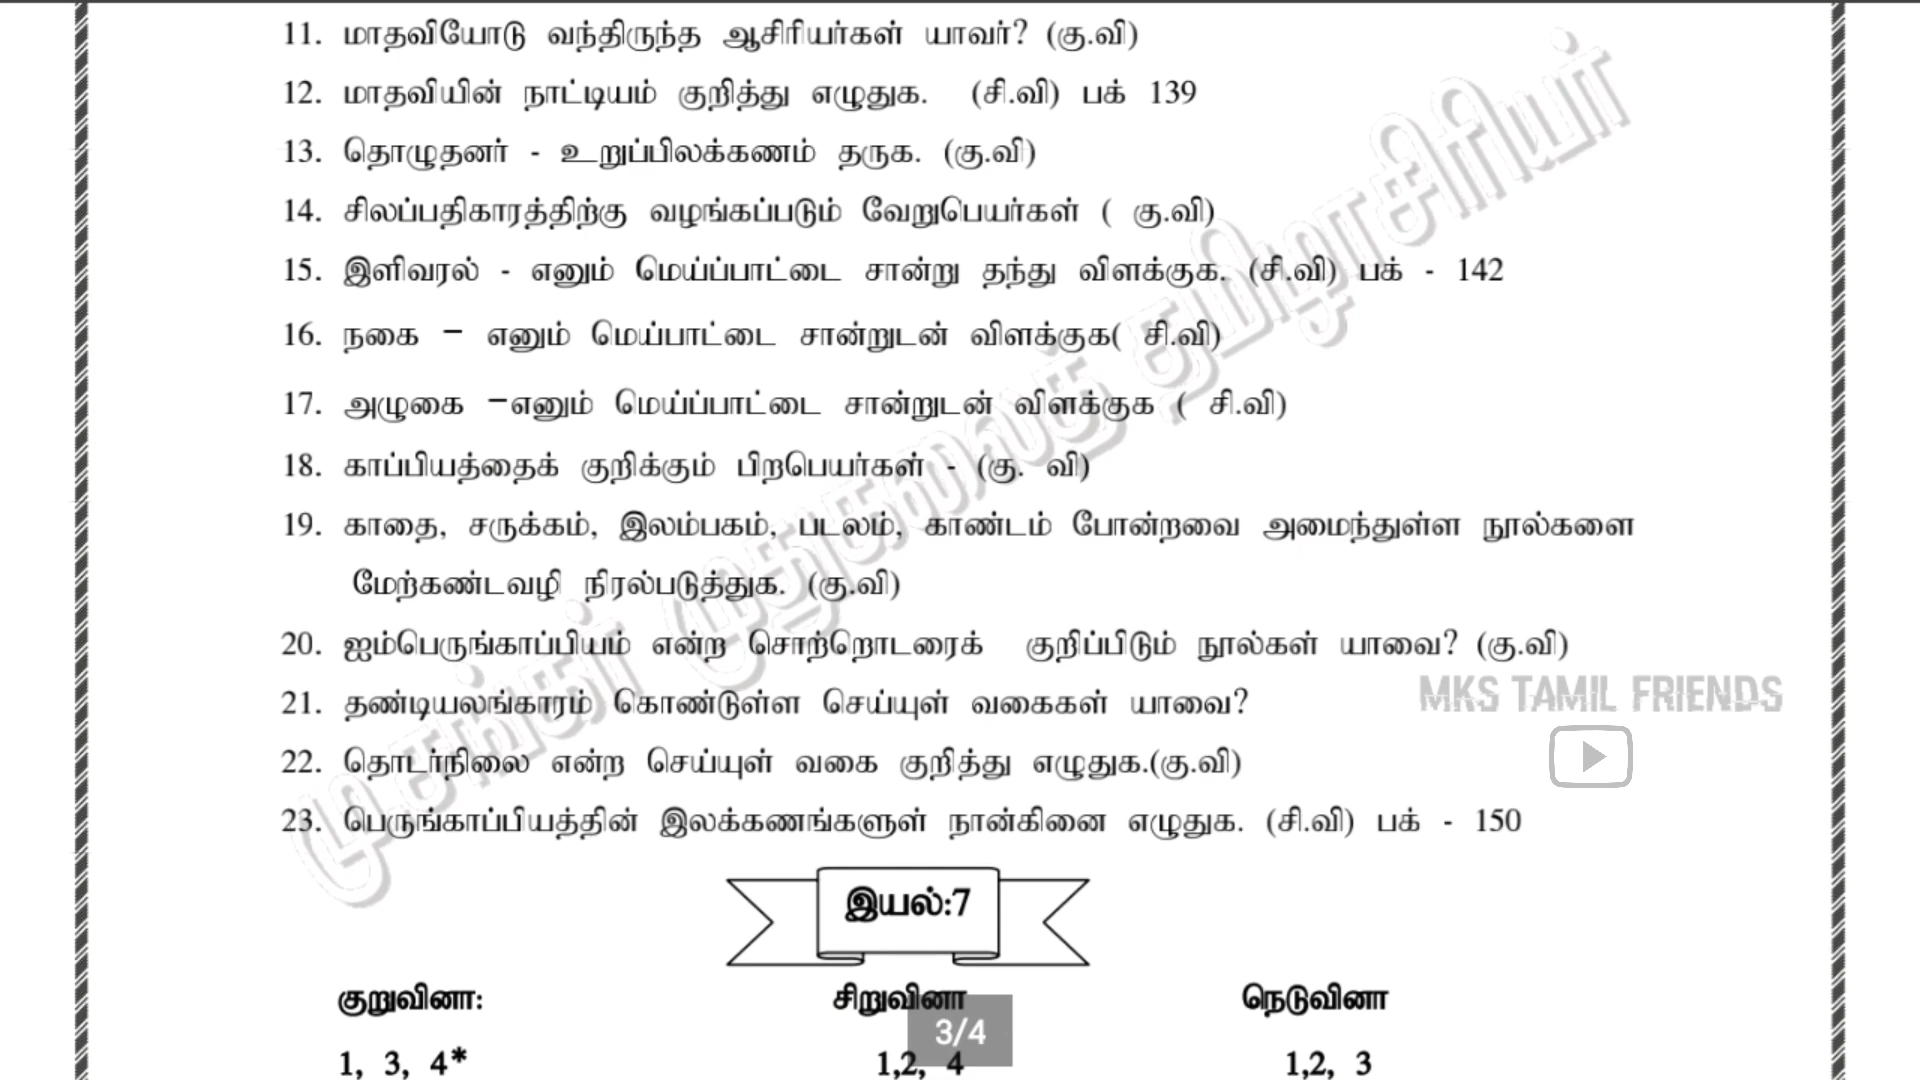 11. மாதவியோடு வந்திருந்த ஆசிரியர்கள் யாவர்? (கு.வி)
12. மாதவியின் நாட்டியம் குறித்து எழுதுக. (சி.வி) பக் 139
13. தொழுதனர் - உறுப்பிலக்கணம் தருக. (கு.வி)
14. சிலப்பதிகாரத்திற்கு வழங்கப்படும் வேறுபெயர்கள் ( கு.வி)
15. இளிவரல் - எனும் மெய்ப்பாட்டை சான்று தந்து விளக்குக. (சி.வி) பக் - 142
16. நகை – எனும் மெய்பாட்டை சான்றுடன் விளக்குக( சி.வி)
17. அழுகை –எனும் மெய்ப்பாட்டை சான்றுடன் விளக்குக ( சி.வி)
18. காப்பியத்தைக் குறிக்கும் பிறபெயர்கள் - (கு. வி)
19. காதை, சருக்கம், இலம்பகம், படலம், காண்டம் போன்றவை அமைந்துள்ள நூல்களை
மேற்கண்டவழி நிரல்படுத்துக. (கு.வி)
20. ஐம்பெருங்காப்பியம் என்ற சொற்றொடரைக் குறிப்பிடும் நூல்கள் யாவை? (கு.வி)
MKS TAMIL FRIENDS
21. தண்டியலங்காரம் கொண்டுள்ள செய்யுள் வகைகள் யாவை?
22. தொடர்நிலை என்ற செய்யுள் வகை குறித்து எழுதுக.(கு.வி)
23. பெருங்காப்பியத்தின் இலக்கணங்களுள் நான்கினை எழுதுக. (சி.வி) பக் - 150
இயல்:7
குறுவினா: சிறுவினா நெடுவினா
3/4
1, 3, 4* 1,2, 4 1,2, 3
முதுகலைத் தமிழாசிரியர்